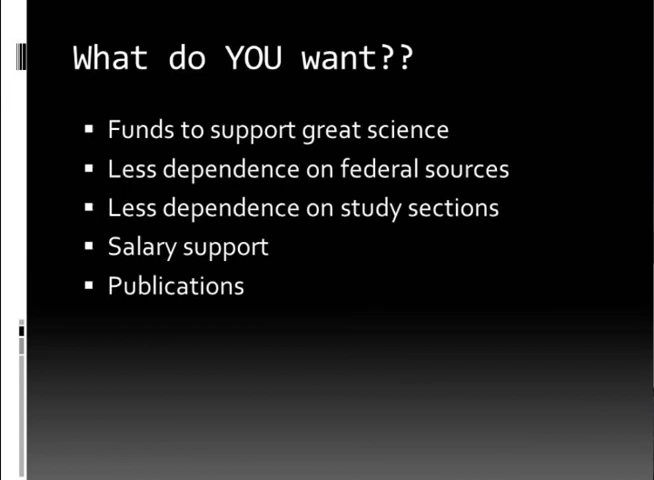 What do YOU want??
Funds to support great science
Less dependence on federal sources
Less dependence on study sections
Salary support
Publications